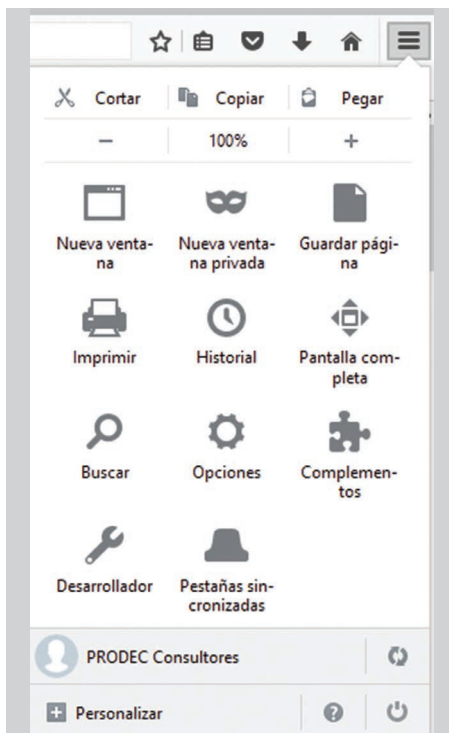 Cortar Copiar Pegar
− 100% +
Nueva venta- Nueva venta- Guardar pági-
na na privada na
Imprimir Historial Pantalla com-
pleta
Buscar Opciones Complemen-
tos
Desarrollador Pestañas sin-
cronizadas
PRODEC Consultores
Personalizar